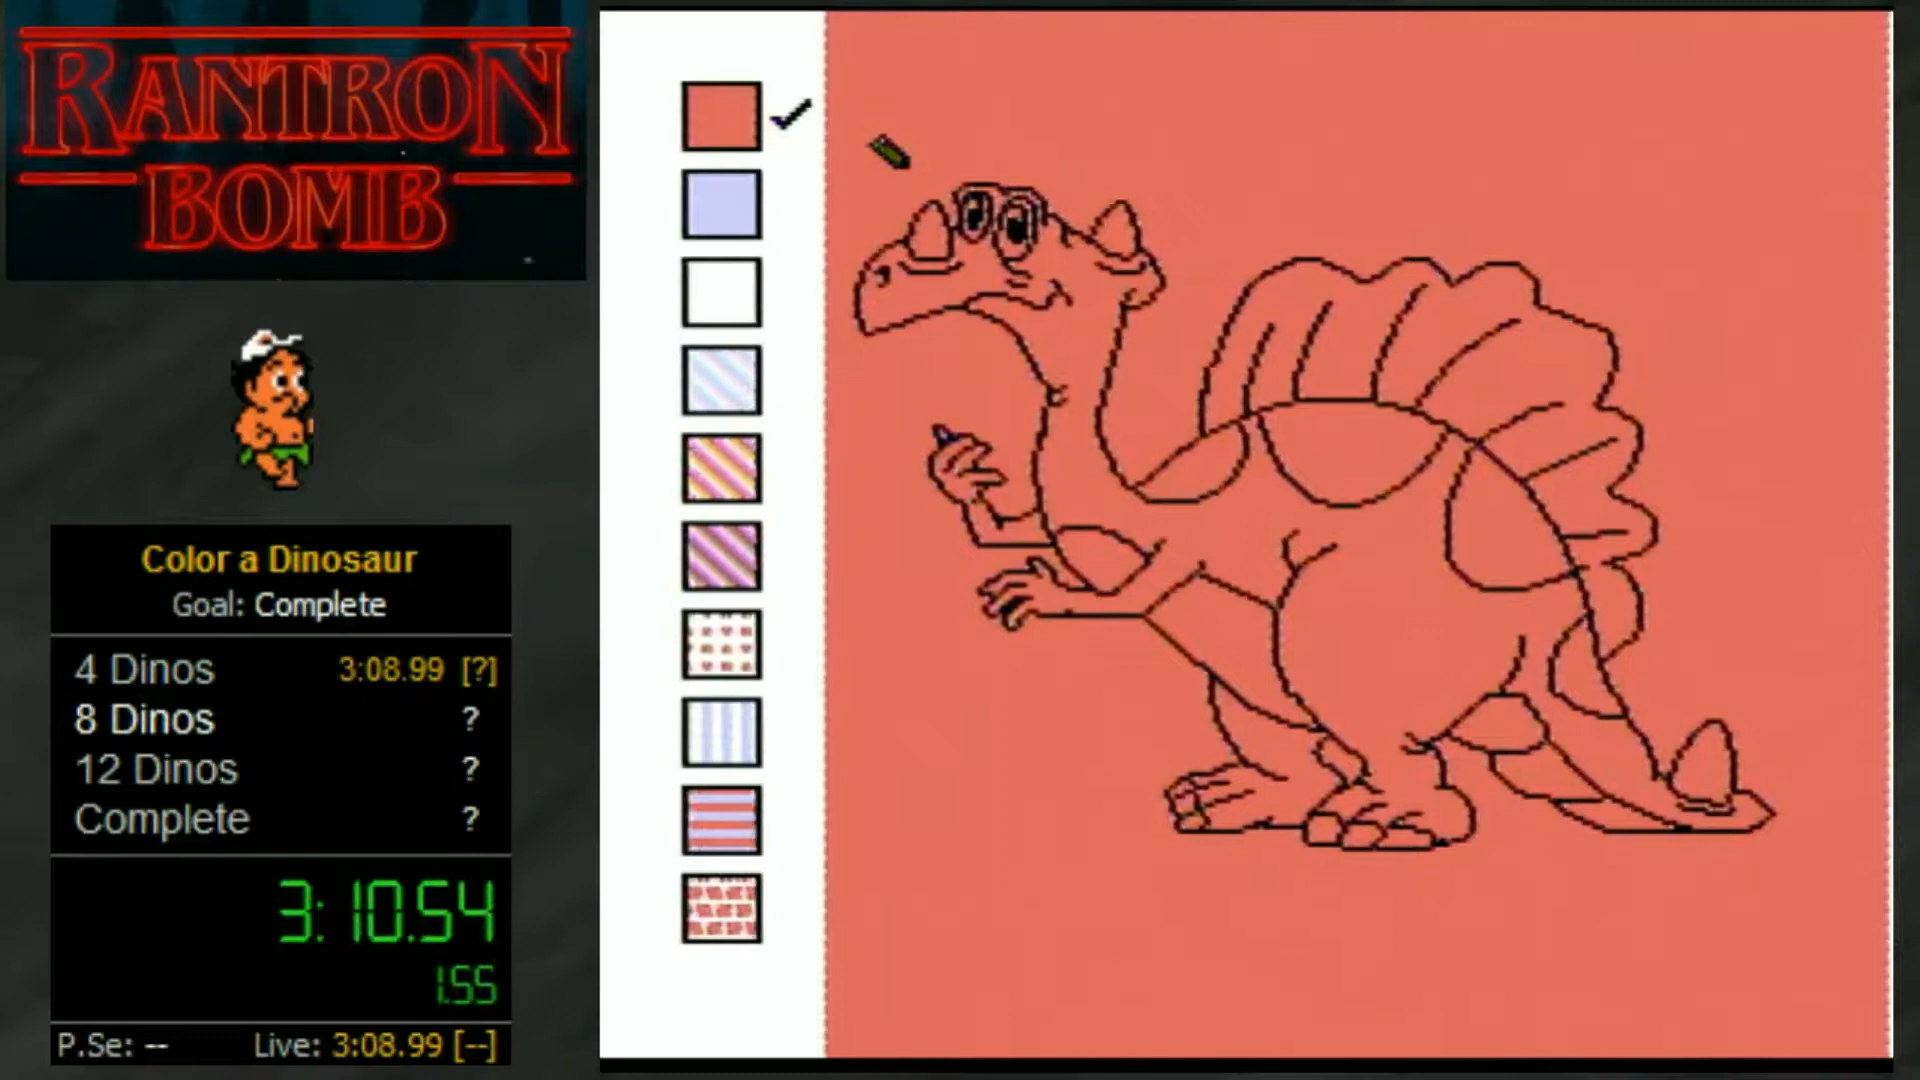 RANTRON
BOMB
Color a Dinosaur
Goal: Complete
4 Dinos 3:08.99 [?]
8 Dinos ?
12 Dinos ?
Complete ?
3:10.54
1.55
P.Se: -- Live: 3:08.99 [--]